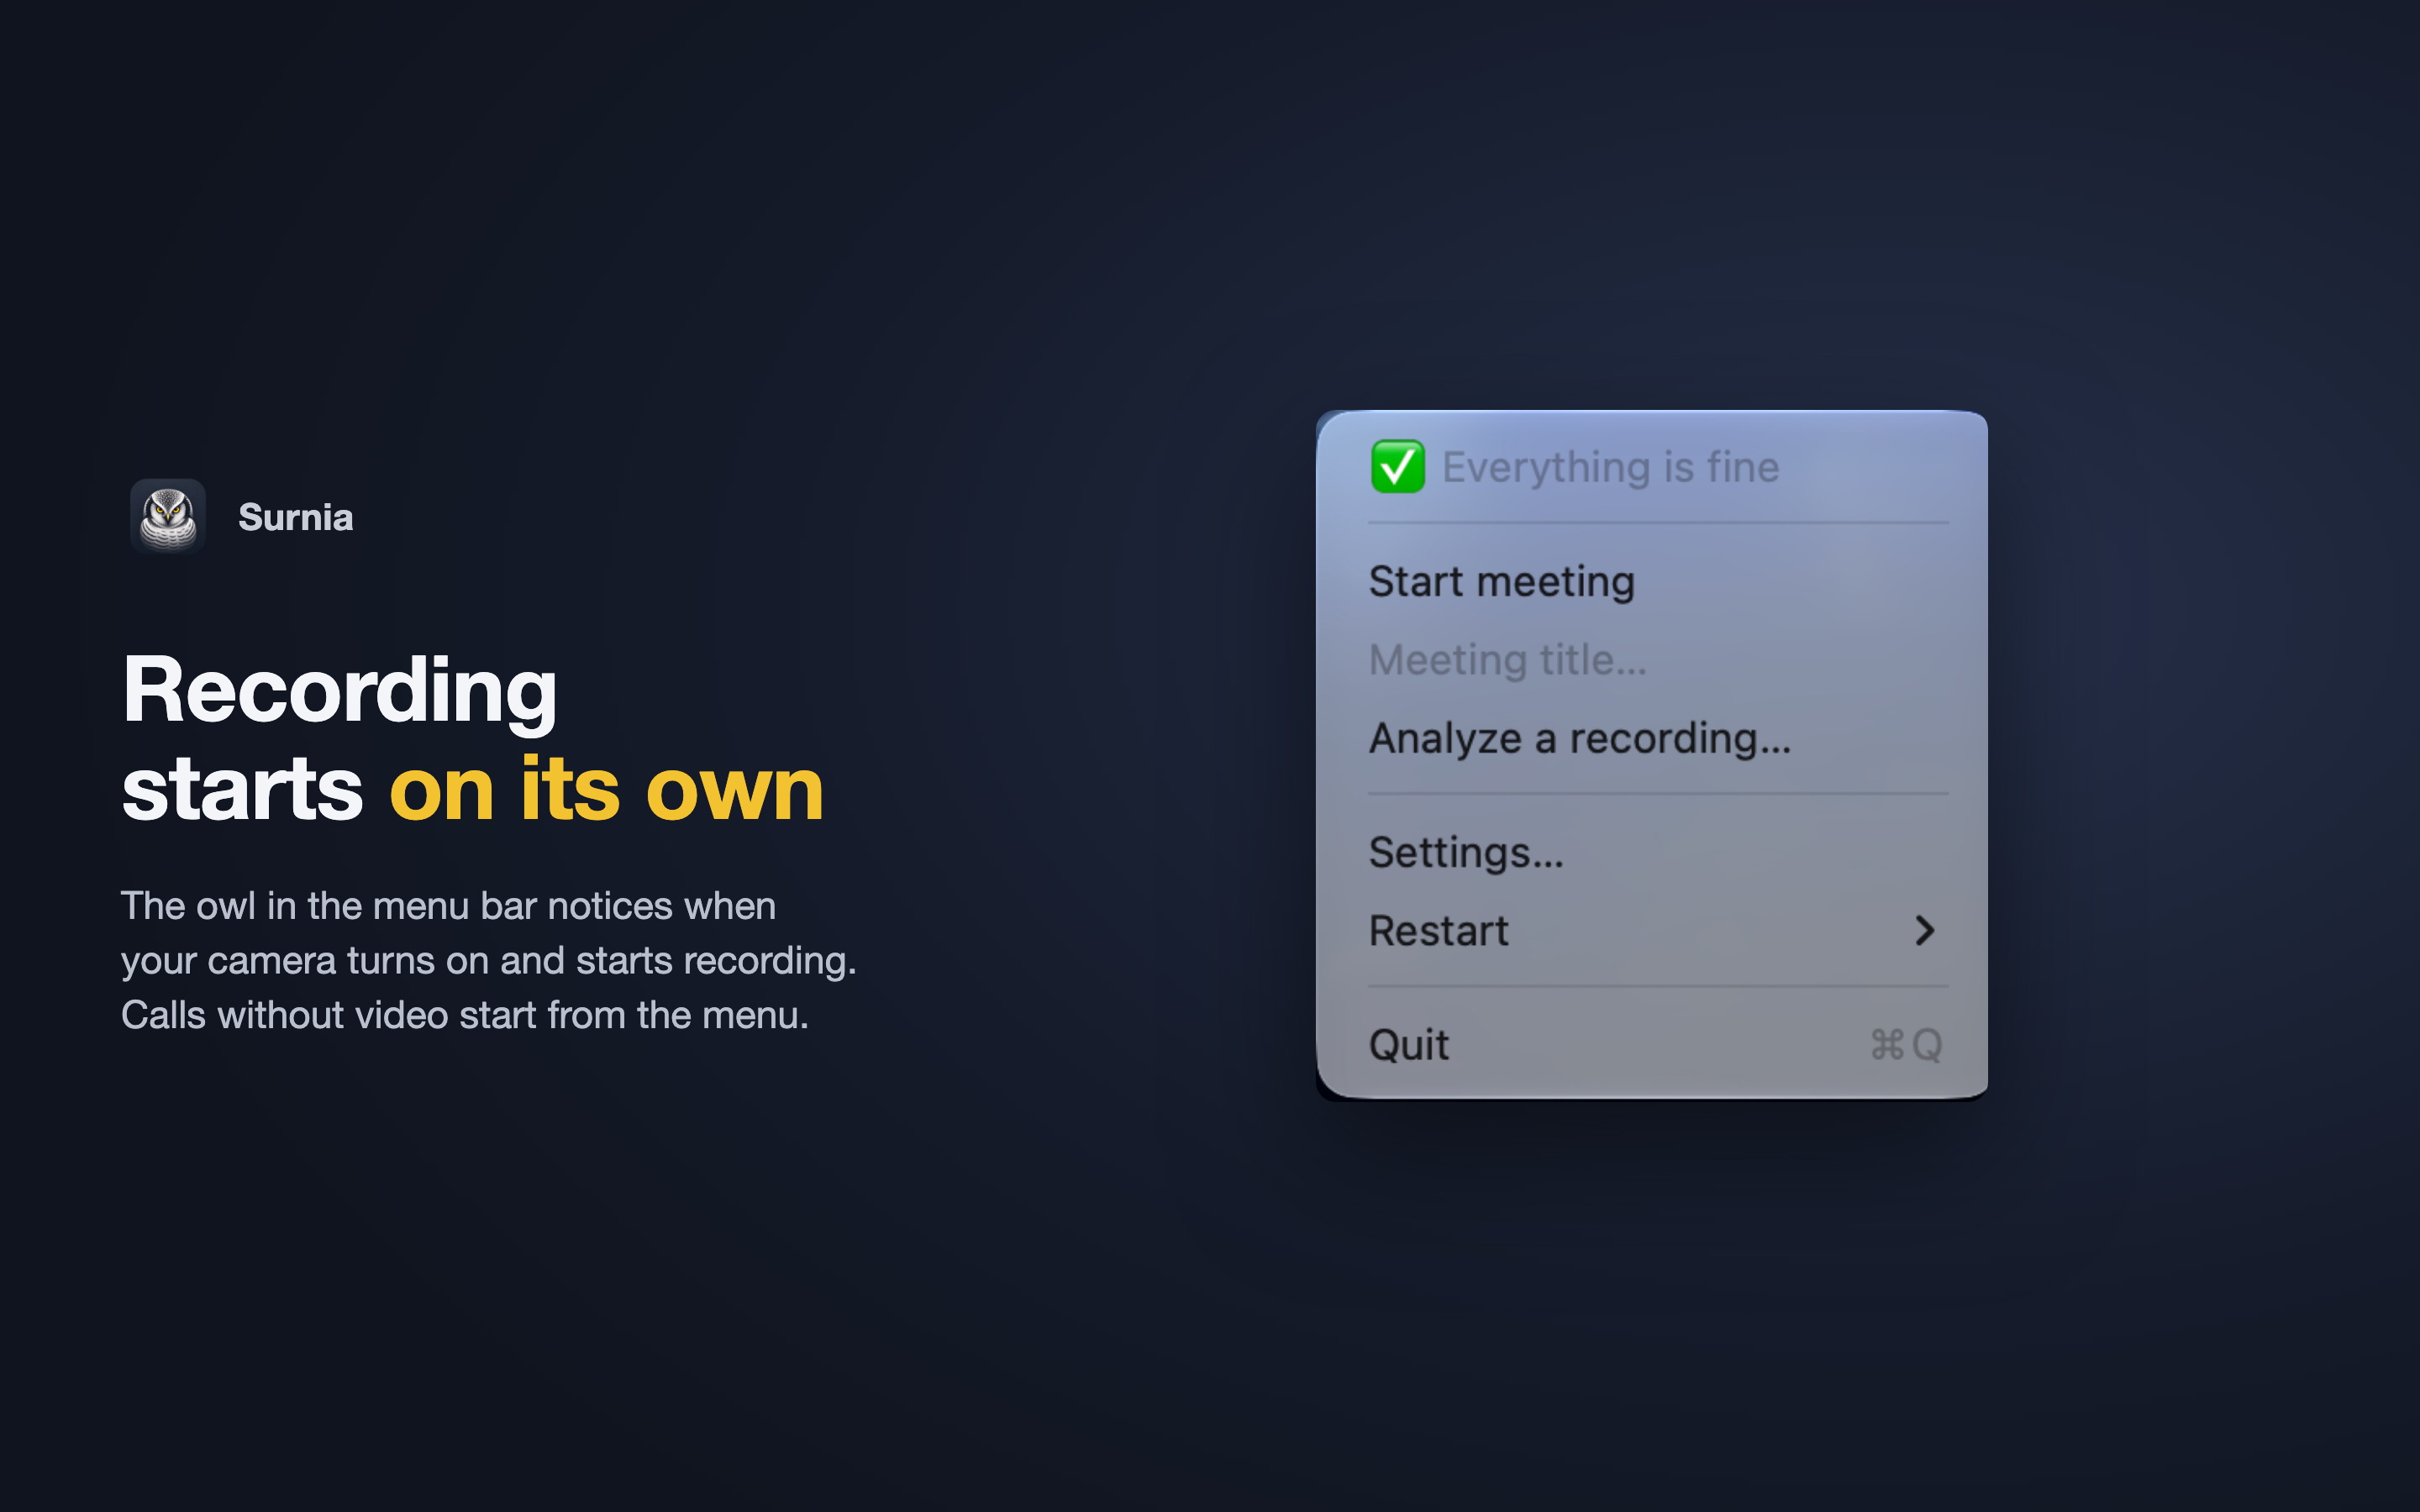 Surnia
Recording
starts on its own
The owl in the menu bar notices when
your camera turns on and starts recording.
Calls without video start from the menu.
✅ Everything is fine
Start meeting
Meeting title...
Analyze a recording...
Settings...
Restart
Quit ⌘Q